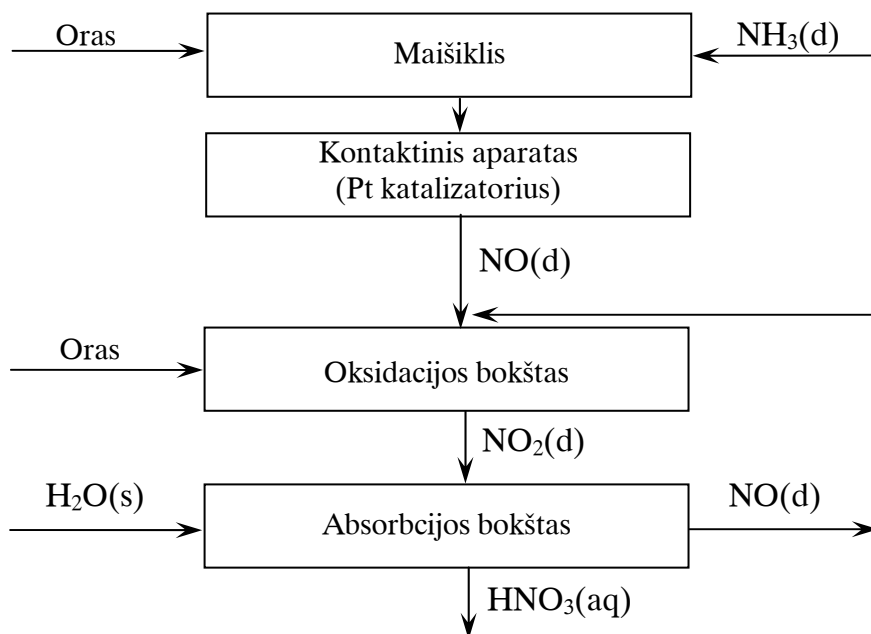 Oras
NH₃(d)
Maišiklis
Kontaktinis aparatas
(Pt katalizatorius)
NO(d)
Oras
Oksidacijos bokštas
NO₂(d)
H₂O(s)
NO(d)
Absorbcijos bokštas
HNO₃(aq)